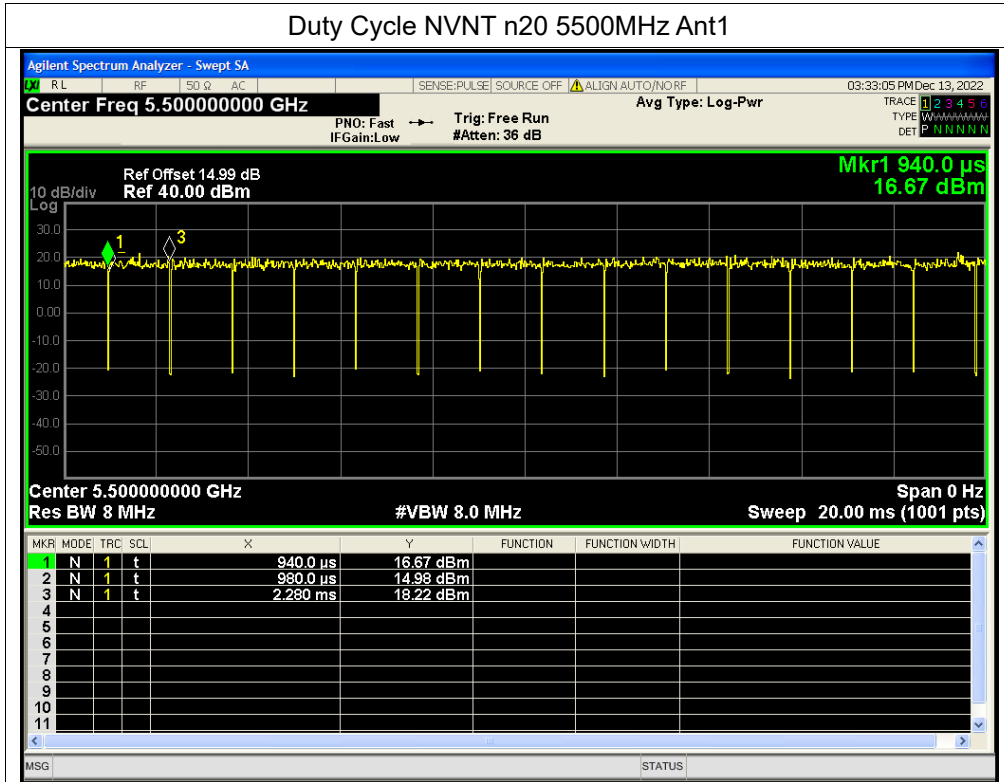 Duty Cycle NVNT n20 5500MHz Ant1
Agilent Spectrum Analyzer - Swept SA
LXI RL RF 50 Ω AC SENSE:PULSE SOURCE OFF ALIGN AUTO/NO RF 03:33:05 PM Dec 13, 2022
Center Freq 5.500000000 GHz Avg Type: Log-Pwr TRACE 1 2 3 4 5 6
PNO: Fast Trig: Free Run TYPE W
IFGain:Low #Atten: 36 dB DET P N N N N N
Mkr1 940.0 µs
Ref Offset 14.99 dB
10 dB/div Ref 40.00 dBm 16.67 dBm
Log
30.0
1 3
20.0
10.0
0.00
-10.0
-20.0
-30.0
-40.0
-50.0
Center 5.500000000 GHz Span 0 Hz
Res BW 8 MHz #VBW 8.0 MHz Sweep 20.00 ms (1001 pts)
MKR MODE TRC SCL X Y FUNCTION FUNCTION WIDTH FUNCTION VALUE
1 N 1 t 940.0 µs 16.67 dBm
2 N 1 t 980.0 µs 14.98 dBm
3 N 1 t 2.280 ms 18.22 dBm
4
5
6
7
8
9
10
11
MSG STATUS